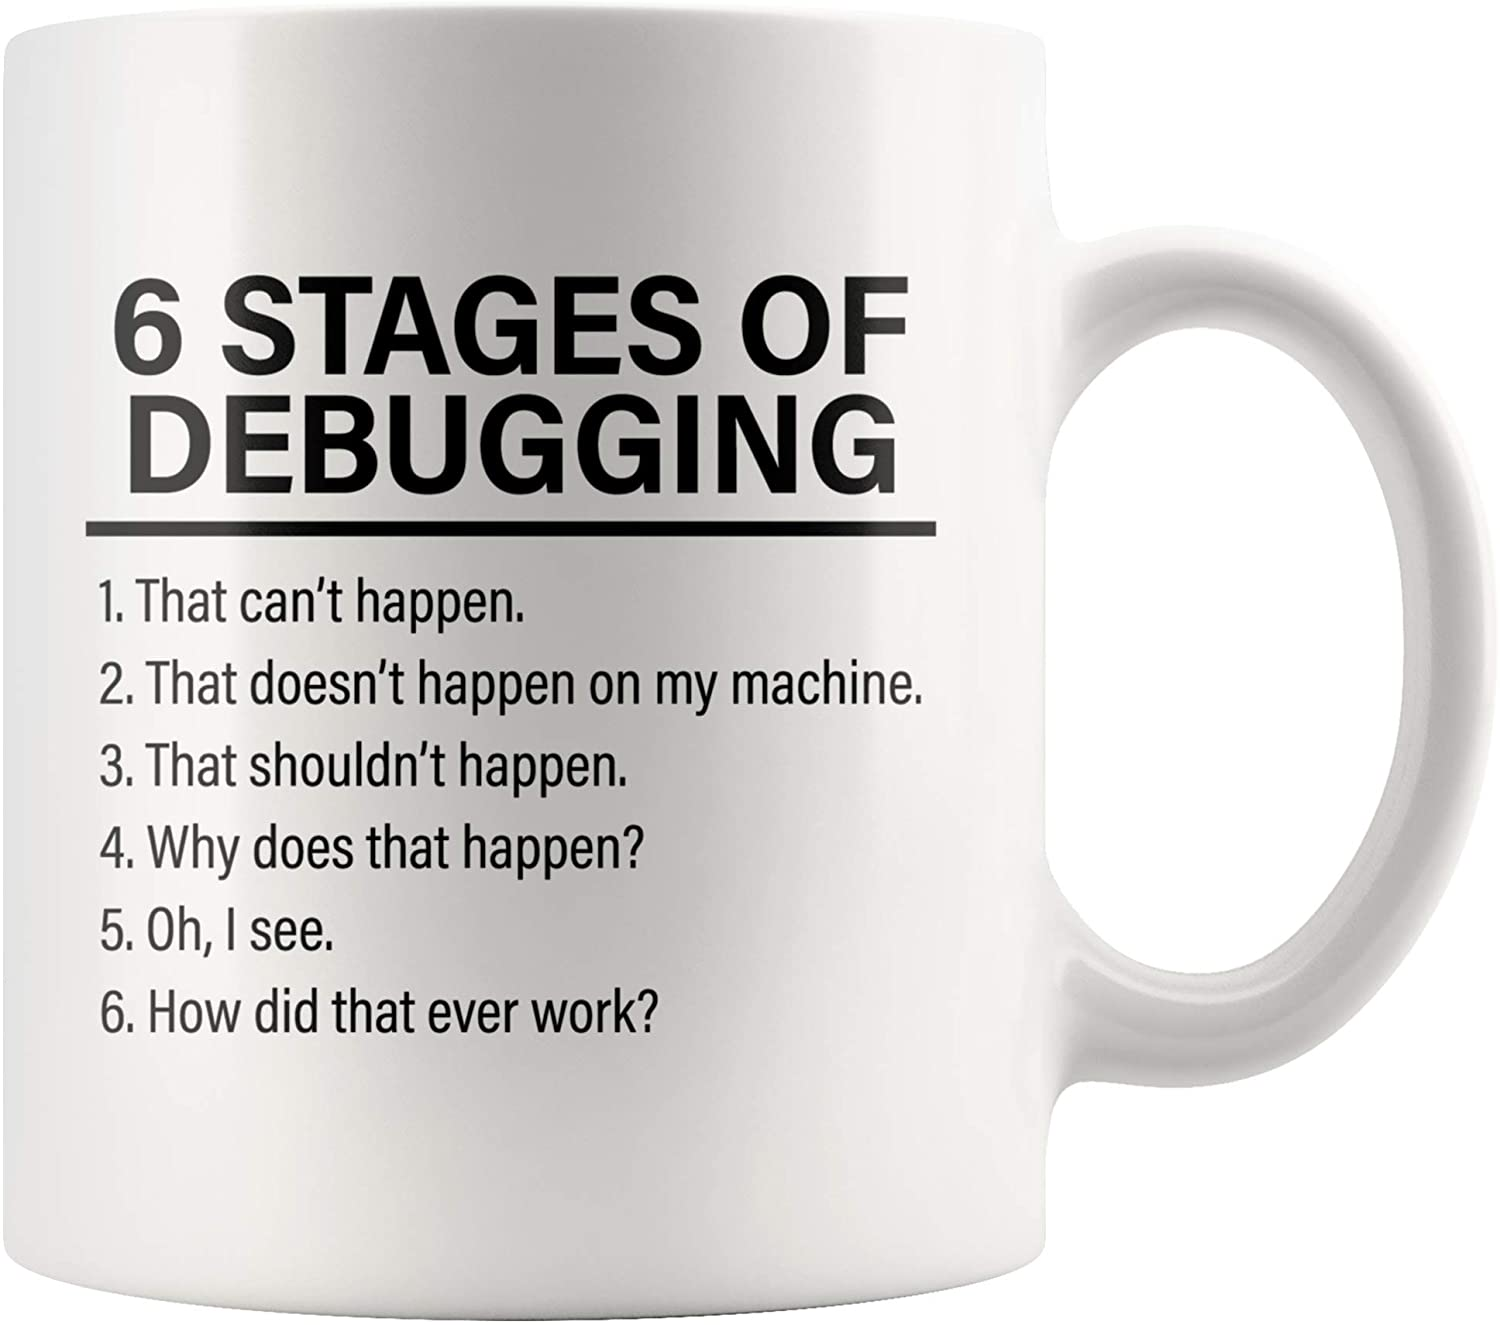 6 STAGES OF
DEBUGGING
1. That can’t happen.
2. That doesn’t happen on my machine.
3. That shouldn’t happen.
4. Why does that happen?
5. Oh, I see.
6. How did that ever work?